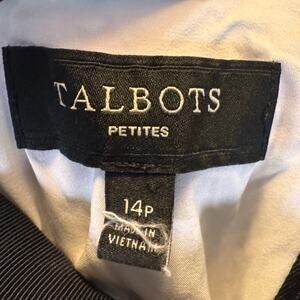 TALBOTS
PETITES
14P
MADE IN
VIETNAM